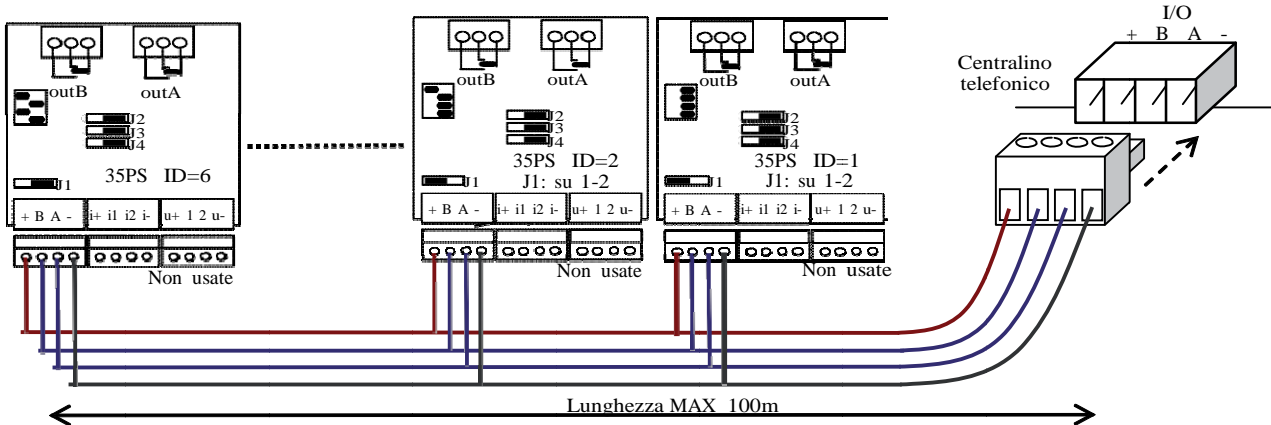 I/O
+ B A -
Centralino
telefonico
outB outA
J2
J3
J4
35PS ID=6
J1
+ B A - i+ i1 i2 i- u+ 1 2 u-
Non usate
outB outA
J2
J3
J4
35PS ID=2
J1 J1: su 1-2
+ B A - i+ i1 i2 i- u+ 1 2 u-
Non usate
outB outA
J2
J3
J4
35PS ID=1
J1 J1: su 1-2
+ B A - i+ i1 i2 i- u+ 1 2 u-
Non usate
Lunghezza MAX 100m